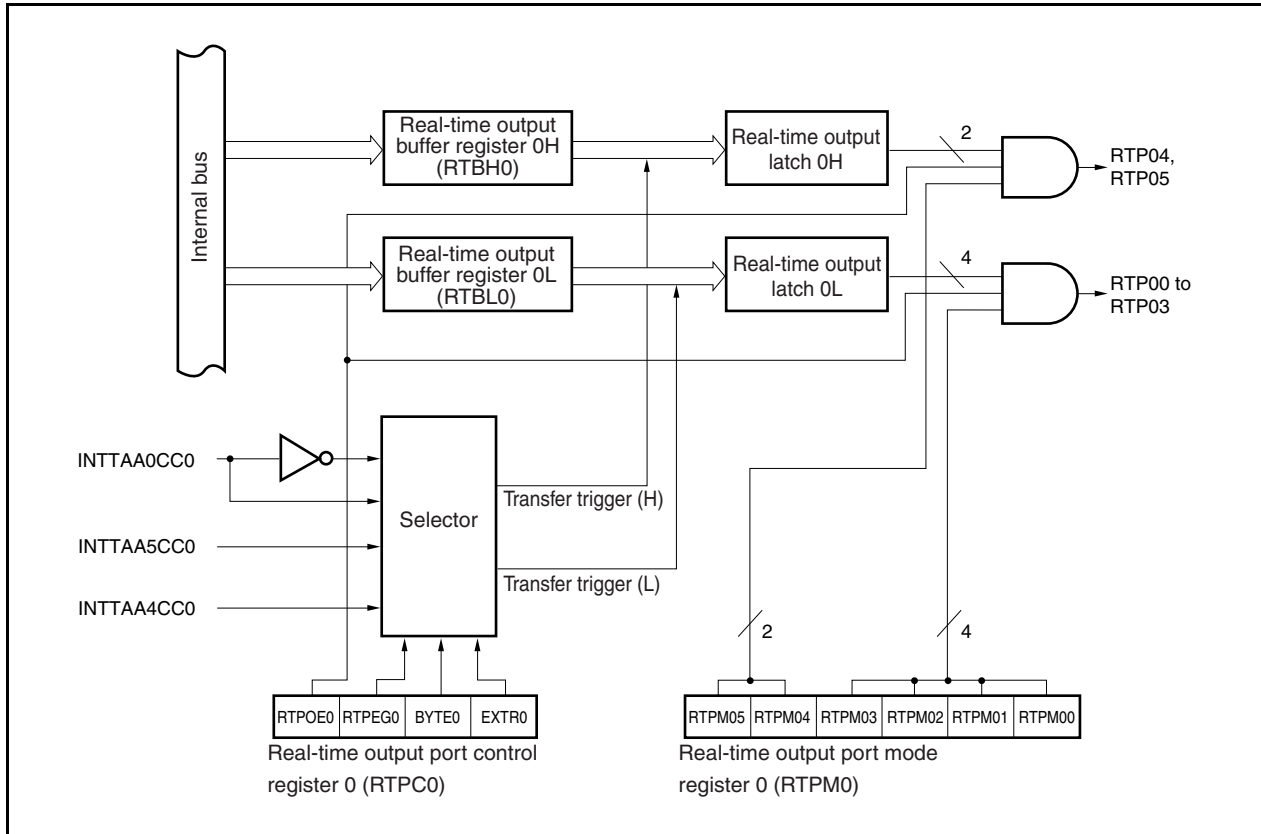 Internal bus
Real-time output
buffer register 0H
(RTBH0)
Real-time output
latch 0H
2
RTP04,
RTP05
Real-time output
buffer register 0L
(RTBL0)
Real-time output
latch 0L
4
RTP00 to
RTP03
INTTAA0CC0
INTTAA5CC0
INTTAA4CC0
Selector
Transfer trigger (H)
Transfer trigger (L)
2
4
RTPOE0 RTPEG0 BYTE0 EXTR0
Real-time output port control
register 0 (RTPC0)
RTPM05 RTPM04 RTPM03 RTPM02 RTPM01 RTPM00
Real-time output port mode
register 0 (RTPM0)